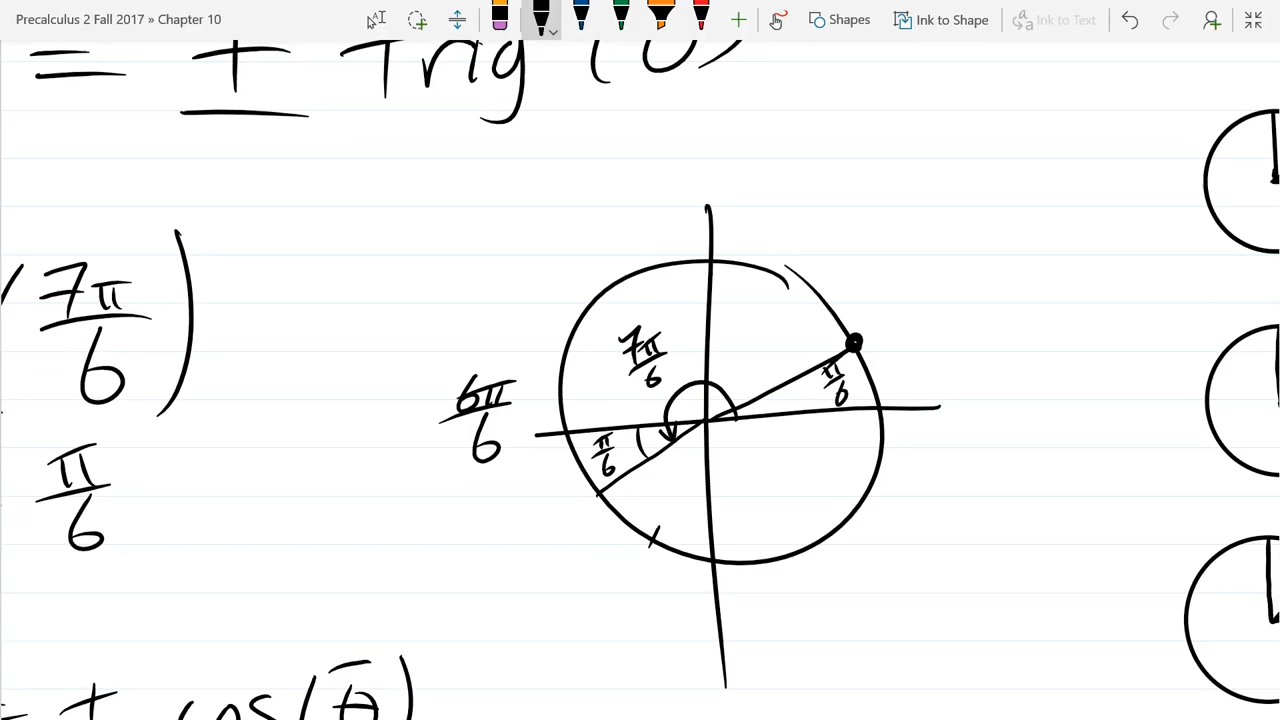 Precalculus 2 Fall 2017 » Chapter 10
Shapes
Ink to Shape
Ink to Text
= ± Trig (θ)
7π/6 )
7π/6
π/6
6π/6
π/6
π/6
± cos(θ̄)